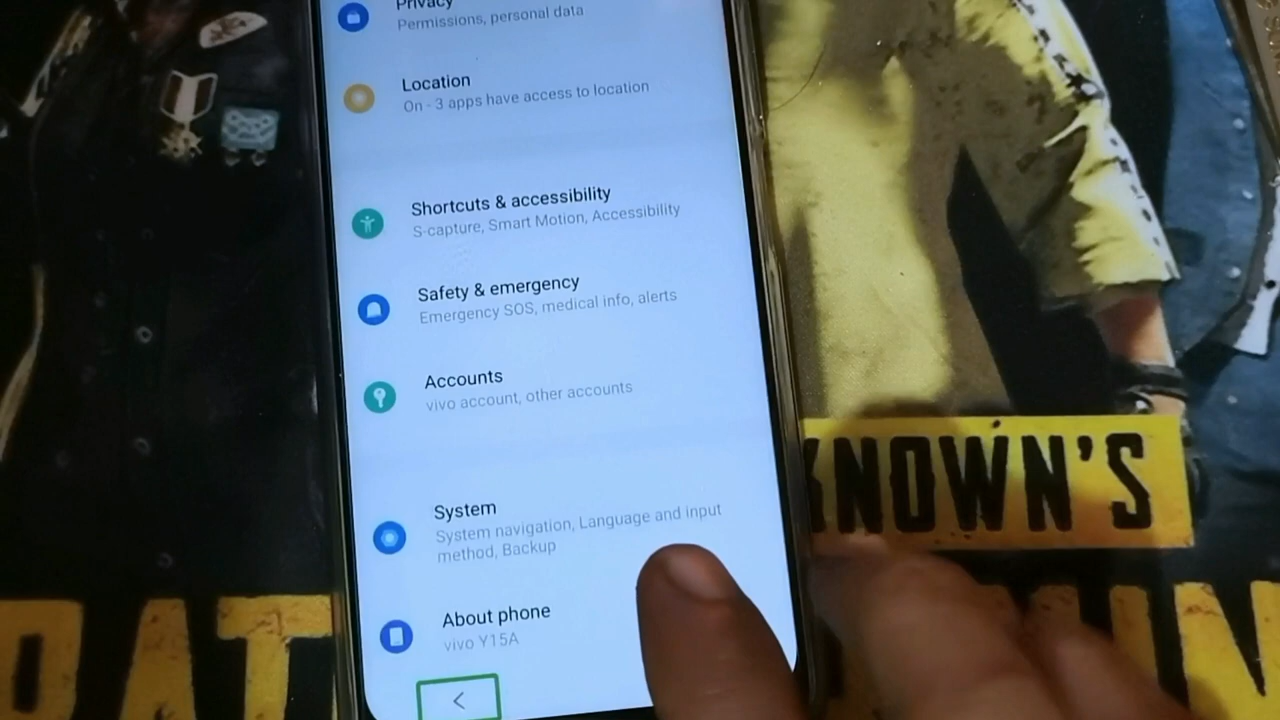 Privacy
Permissions, personal data
Location
On - 3 apps have access to location
Shortcuts & accessibility
S-capture, Smart Motion, Accessibility
Safety & emergency
Emergency SOS, medical info, alerts
Accounts
vivo account, other accounts
System
System navigation, Language and input
method, Backup
About phone
vivo Y15A
KNOWN'S
BAT